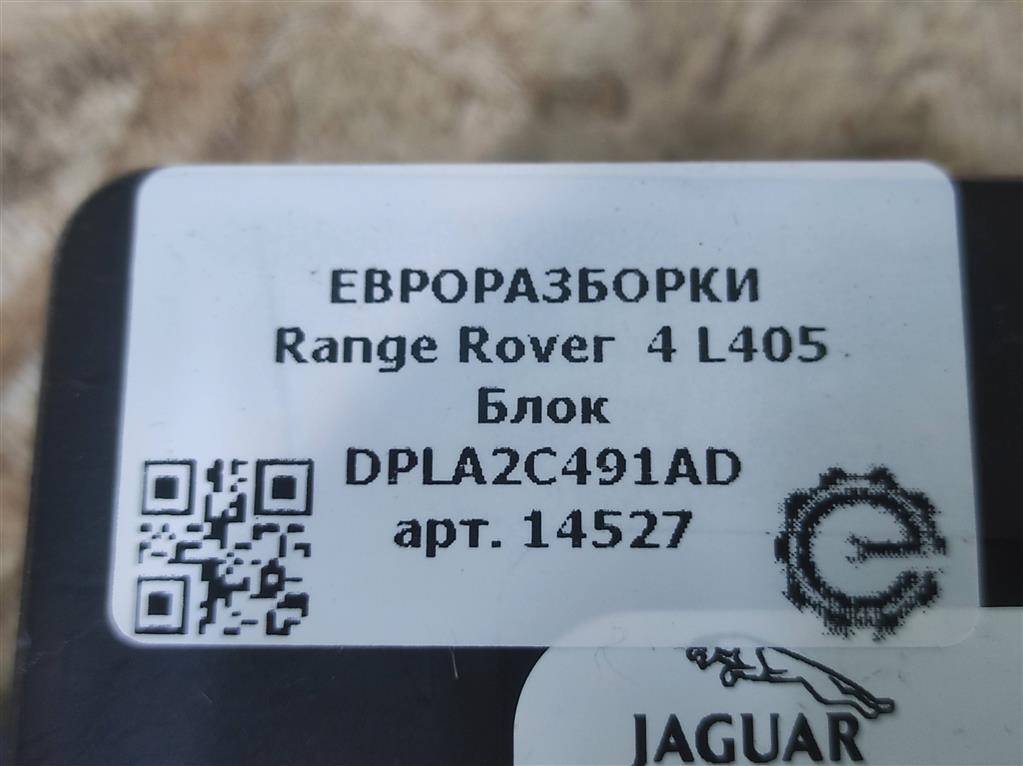 ЕВРОРАЗБОРКИ
Range Rover 4 L405
Блок
DPLA2C491AD
арт. 14527
JAGUAR